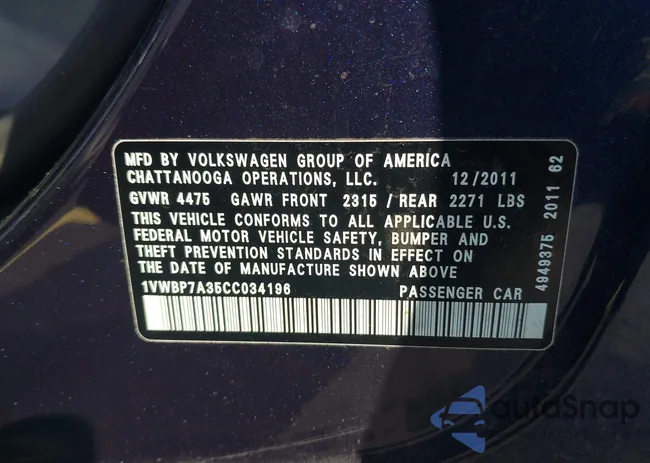 MFD BY VOLKSWAGEN GROUP OF AMERICA
CHATTANOOGA OPERATIONS, LLC. 12/2011
GVWR 4475 GAWR FRONT 2315 / REAR 2271 LBS
THIS VEHICLE CONFORMS TO ALL APPLICABLE U.S.
FEDERAL MOTOR VEHICLE SAFETY, BUMPER AND
THEFT PREVENTION STANDARDS IN EFFECT ON
THE DATE OF MANUFACTURE SHOWN ABOVE
1VWBP7A35CC034196 PASSENGER CAR
4949375 2011 62
autoSnap